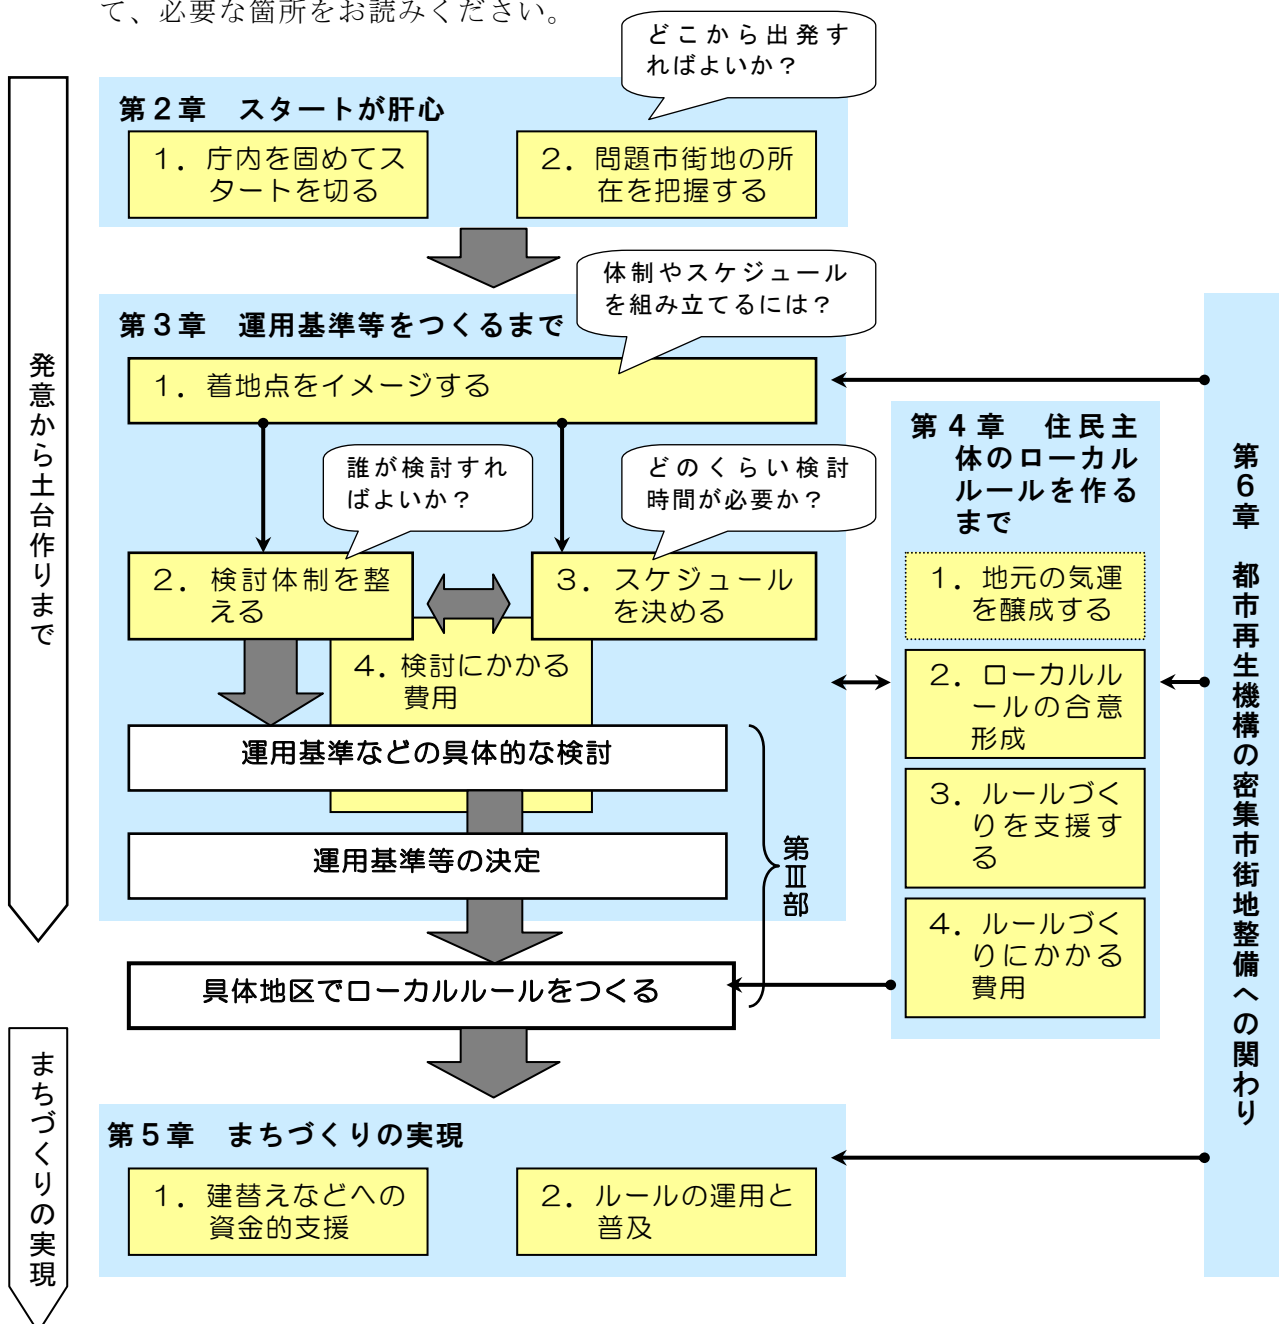 て、必要な箇所をお読みください。
どこから出発す
ればよいか？
第２章　スタートが肝心
１．庁内を固めてス
タートを切る
２．問題市街地の所
在を把握する
体制やスケジュール
を組み立てるには？
第３章　運用基準等をつくるまで
１．着地点をイメージする
誰が検討すれ
ばよいか？
どのくらい検討
時間が必要か？
２．検討体制を整
える
３．スケジュール
を決める
４．検討にかかる
費用
運用基準などの具体的な検討
運用基準等の決定
第Ⅲ部
具体地区でローカルルールをつくる
第４章　住民主
体のローカル
ルールを作る
まで
１．地元の気運
を醸成する
２．ローカルル
ールの合意
形成
３．ルールづく
りを支援す
る
４．ルールづく
りにかかる
費用
第５章　まちづくりの実現
１．建替えなどへの
資金的支援
２．ルールの運用と
普及
第６章　都市再生機構の密集市街地整備への関わり
発意から土台作りまで
まちづくりの実現